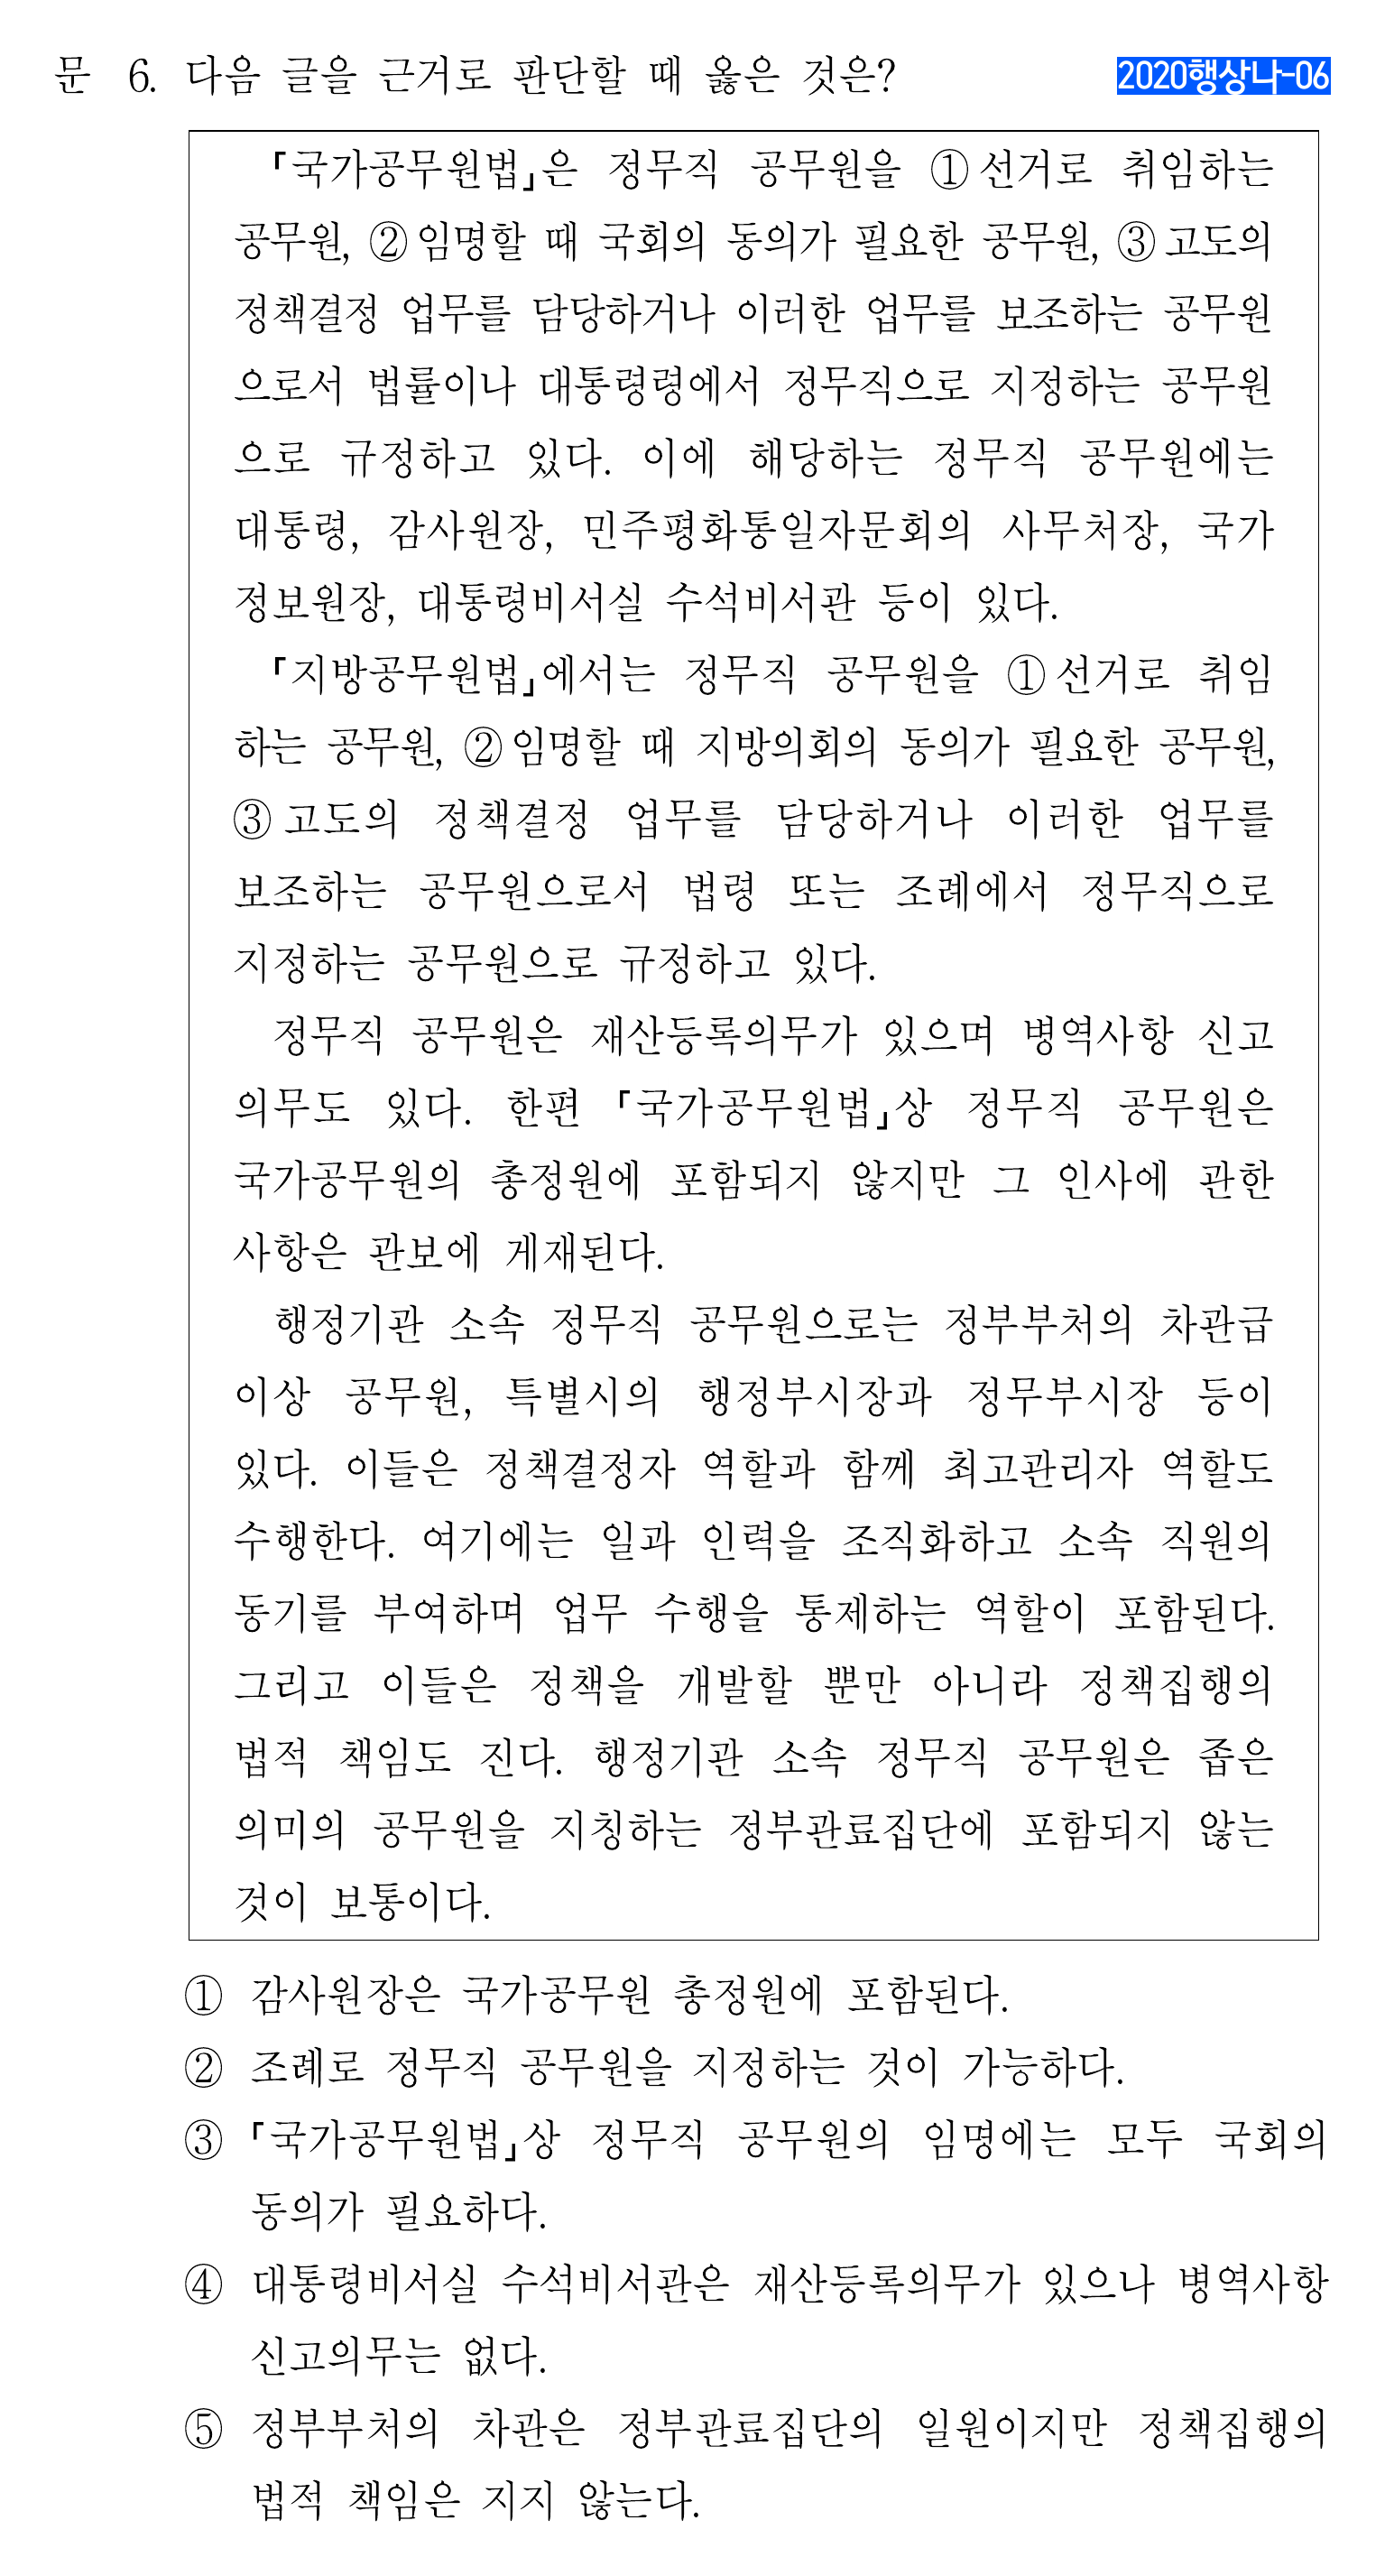 문 6. 다음 글을 근거로 판단할 때 옳은 것은? 2020행상나-06
「국가공무원법」은 정무직 공무원을 ① 선거로 취임하는
공무원, ② 임명할 때 국회의 동의가 필요한 공무원, ③ 고도의
정책결정 업무를 담당하거나 이러한 업무를 보조하는 공무원
으로서 법률이나 대통령령에서 정무직으로 지정하는 공무원
으로 규정하고 있다. 이에 해당하는 정무직 공무원에는
대통령, 감사원장, 민주평화통일자문회의 사무처장, 국가
정보원장, 대통령비서실 수석비서관 등이 있다.
「지방공무원법」에서는 정무직 공무원을 ① 선거로 취임
하는 공무원, ② 임명할 때 지방의회의 동의가 필요한 공무원,
③ 고도의 정책결정 업무를 담당하거나 이러한 업무를
보조하는 공무원으로서 법령 또는 조례에서 정무직으로
지정하는 공무원으로 규정하고 있다.
정무직 공무원은 재산등록의무가 있으며 병역사항 신고
의무도 있다. 한편 「국가공무원법」상 정무직 공무원은
국가공무원의 총정원에 포함되지 않지만 그 인사에 관한
사항은 관보에 게재된다.
행정기관 소속 정무직 공무원으로는 정부부처의 차관급
이상 공무원, 특별시의 행정부시장과 정무부시장 등이
있다. 이들은 정책결정자 역할과 함께 최고관리자 역할도
수행한다. 여기에는 일과 인력을 조직화하고 소속 직원의
동기를 부여하며 업무 수행을 통제하는 역할이 포함된다.
그리고 이들은 정책을 개발할 뿐만 아니라 정책집행의
법적 책임도 진다. 행정기관 소속 정무직 공무원은 좁은
의미의 공무원을 지칭하는 정부관료집단에 포함되지 않는
것이 보통이다.
① 감사원장은 국가공무원 총정원에 포함된다.
② 조례로 정무직 공무원을 지정하는 것이 가능하다.
③ 「국가공무원법」상 정무직 공무원의 임명에는 모두 국회의
동의가 필요하다.
④ 대통령비서실 수석비서관은 재산등록의무가 있으나 병역사항
신고의무는 없다.
⑤ 정부부처의 차관은 정부관료집단의 일원이지만 정책집행의
법적 책임은 지지 않는다.